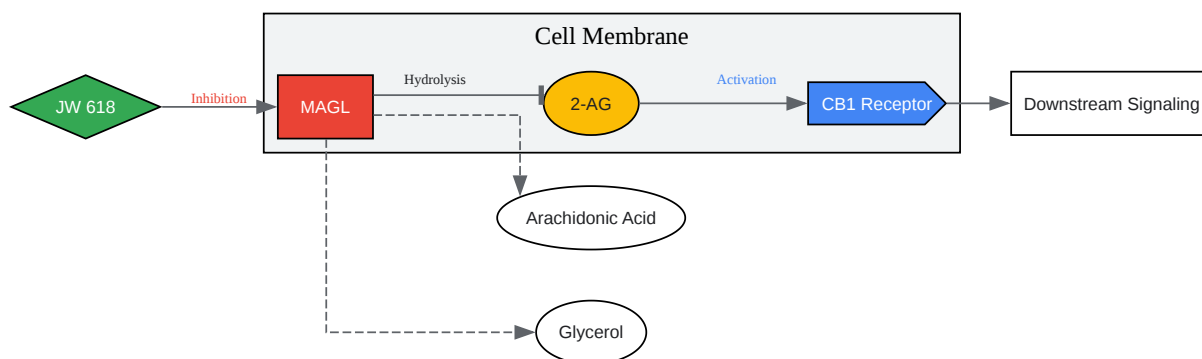 Cell Membrane
JW 618
Inhibition
MAGL
Hydrolysis
2-AG
Activation
CB1 Receptor
Downstream Signaling
Arachidonic Acid
Glycerol